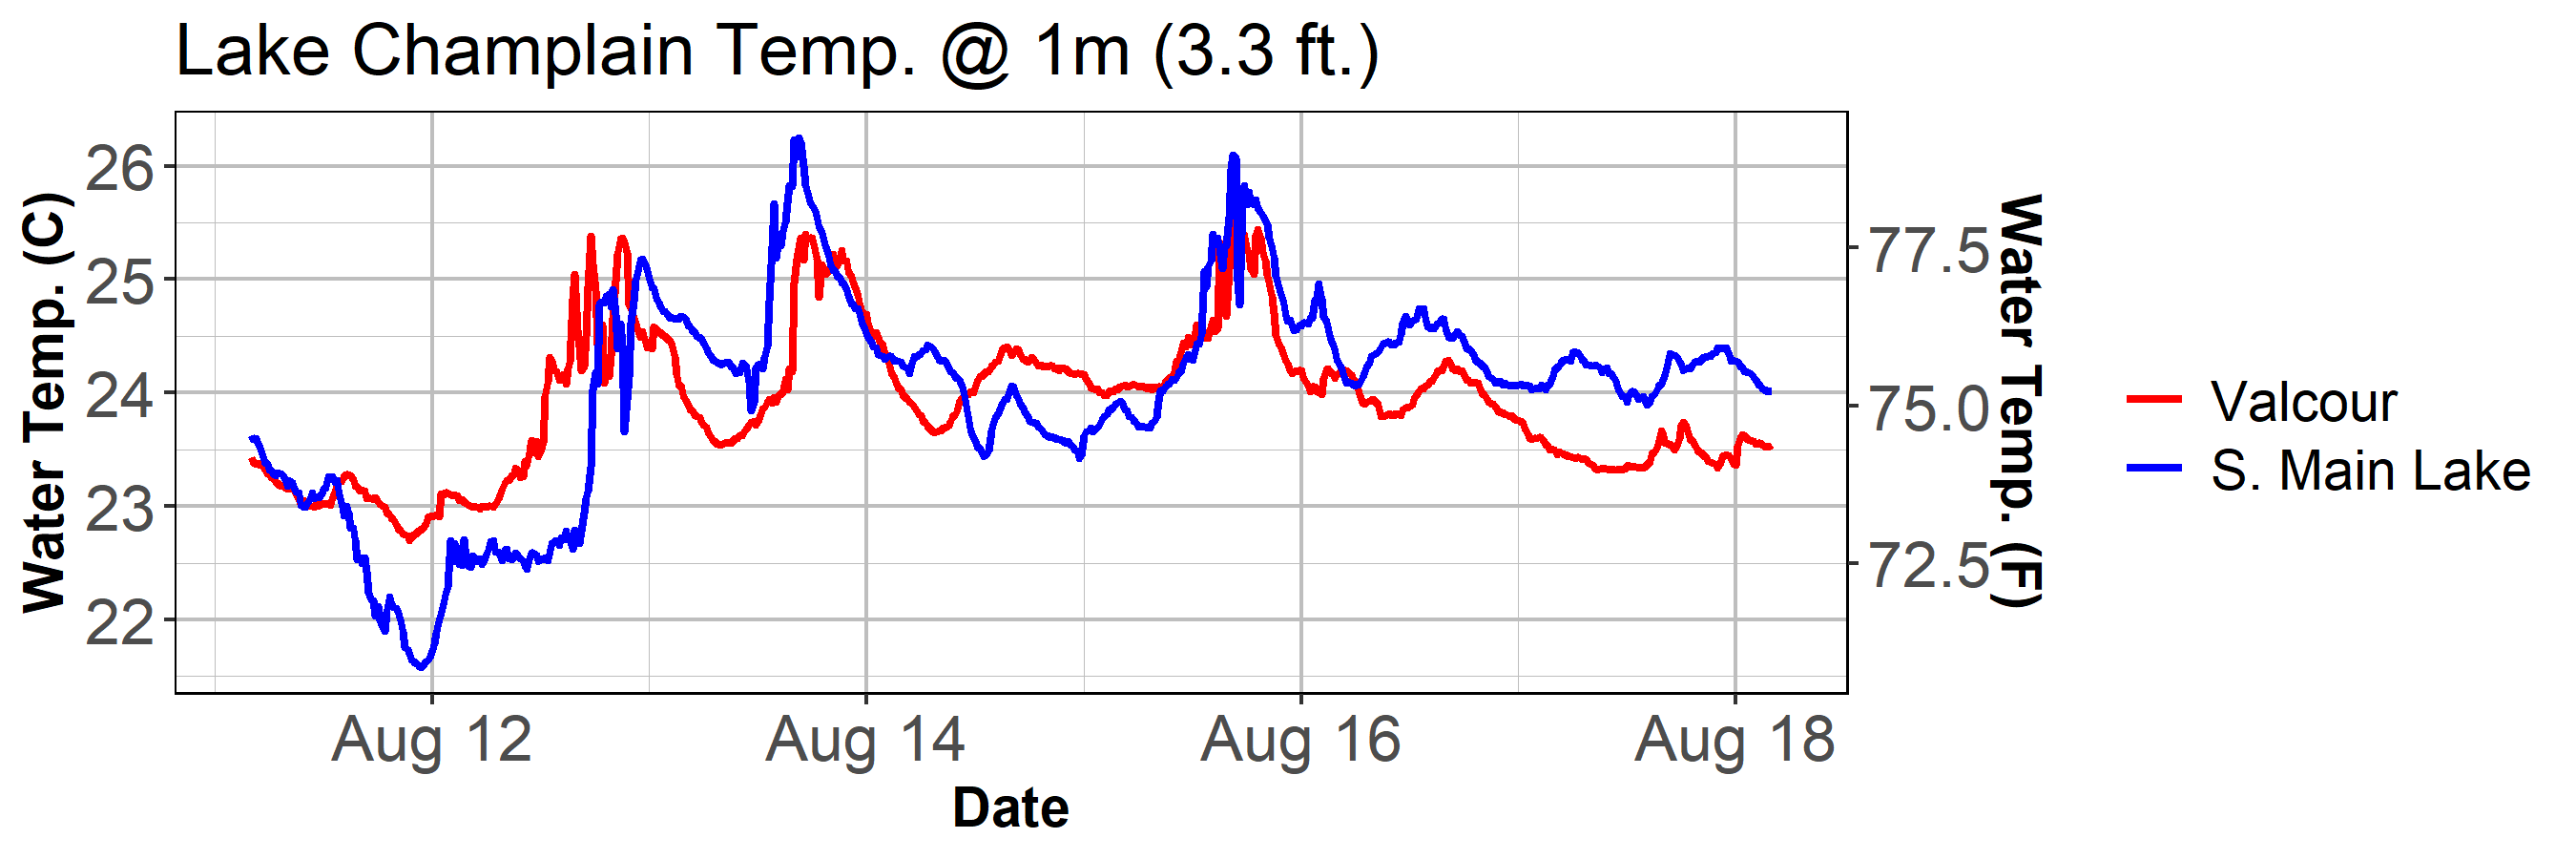 Lake Champlain Temp. @ 1m (3.3 ft.)
Water Temp. (C)
26
25
24
23
22
77.5
75.0
72.5
Water Temp. (F)
Aug 12
Aug 14
Aug 16
Aug 18
Date
Valcour
S. Main Lake